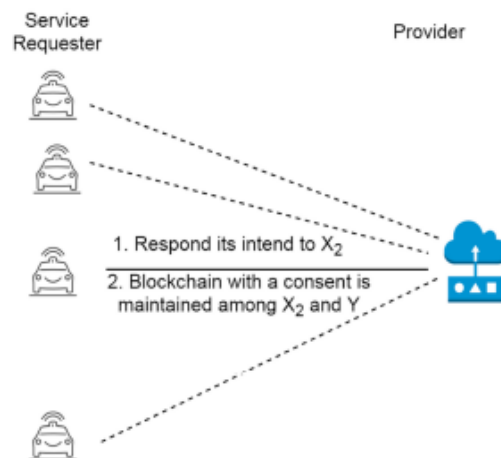 Service
Requester
Provider
1. Respond its intend to X2
2. Blockchain with a consent is
maintained among X2 and Y